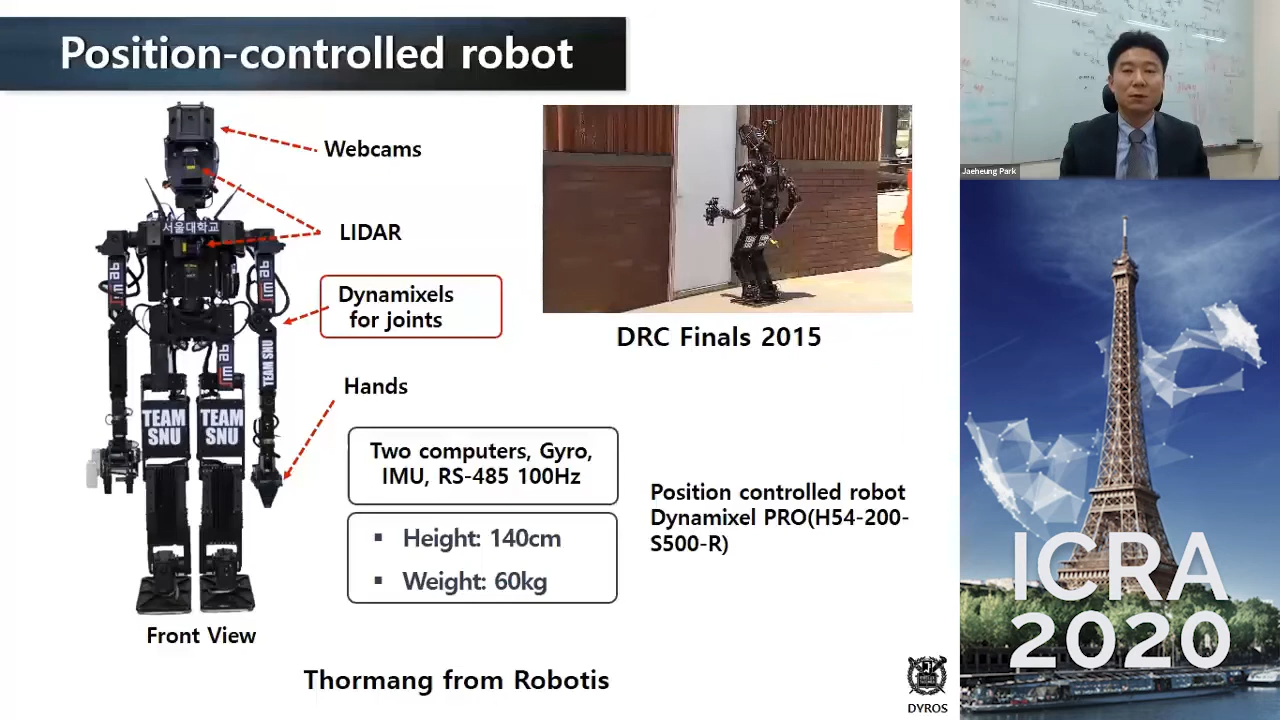 Position-controlled robot
Webcams
LIDAR
서울대학교
Dynamixels
for joints
TEAM SNU
Hands
TEAM
SNU
TEAM
SNU
Two computers, Gyro,
IMU, RS-485 100Hz
▪ Height: 140cm
▪ Weight: 60kg
Front View
Thormang from Robotis
DRC Finals 2015
Position controlled robot
Dynamixel PRO(H54-200-
S500-R)
DYROS
Jaeheung Park
ICRA
2020